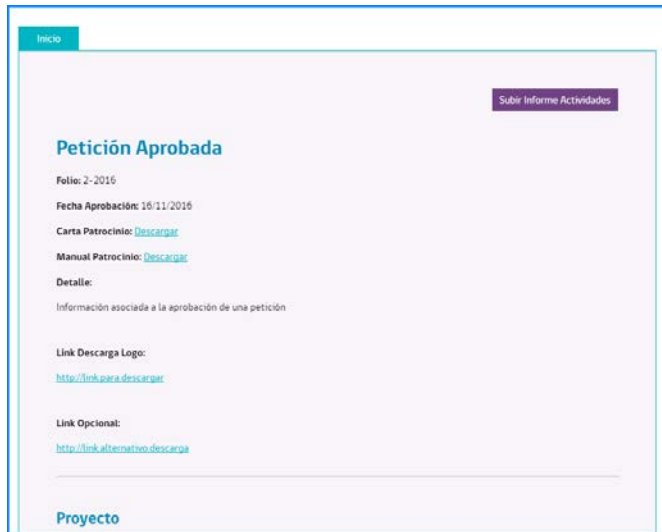 Inicio
Subir Informe Actividades
Petición Aprobada
Folio: 2-2016
Fecha Aprobación: 16/11/2016
Carta Patrocinio: Descargar
Manual Patrocinio: Descargar
Detalle:
Información asociada a la aprobación de una petición
Link Descarga Logo:
http://link.para.descargar
Link Opcional:
http://link.alternativo.descarga
Proyecto